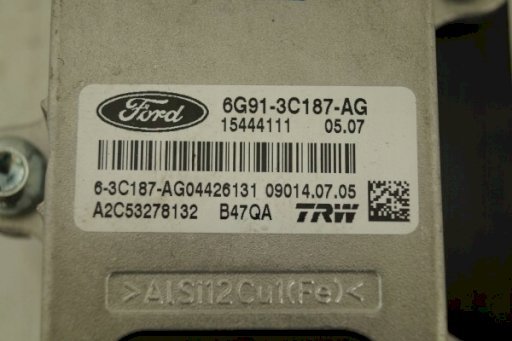 Ford 6G91-3C187-AG
15444111 05.07
6-3C187-AG04426131 09014.07.05
A2C53278132 B47QA TRW
>AlSi12Cu1(Fe)<